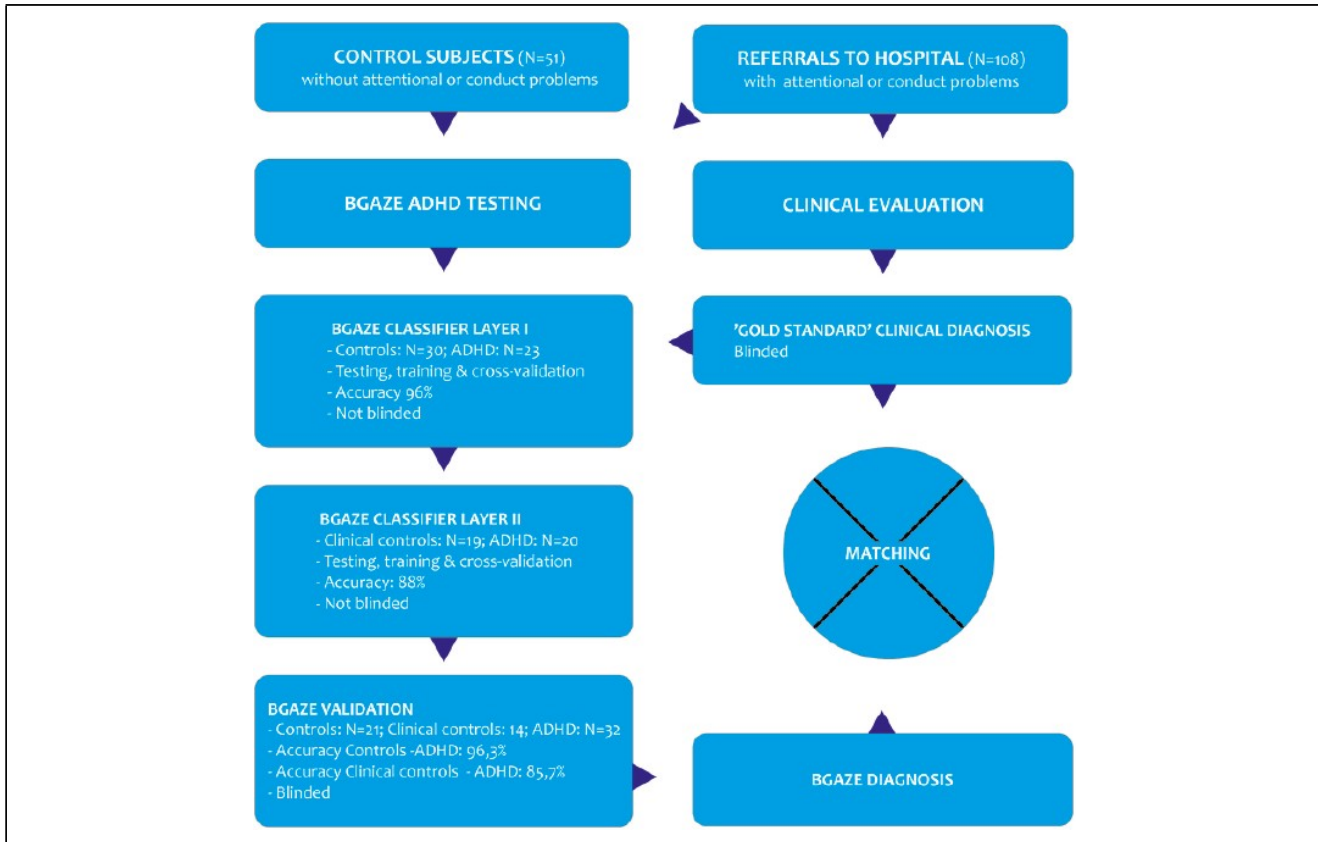 CONTROL SUBJECTS (N=51)
without attentional or conduct problems
REFERRALS TO HOSPITAL (N=108)
with attentional or conduct problems
BGAZE ADHD TESTING
CLINICAL EVALUATION
BGAZE CLASSIFIER LAYER I
- Controls: N=30; ADHD: N=23
- Testing, training & cross-validation
- Accuracy 96%
- Not blinded
'GOLD STANDARD' CLINICAL DIAGNOSIS
Blinded
BGAZE CLASSIFIER LAYER II
- Clinical controls: N=19; ADHD: N=20
- Testing, training & cross-validation
- Accuracy: 88%
- Not blinded
MATCHING
BGAZE VALIDATION
- Controls: N=21; Clinical controls: 14; ADHD: N=32
- Accuracy Controls -ADHD: 96,3%
- Accuracy Clinical controls - ADHD: 85,7%
- Blinded
BGAZE DIAGNOSIS